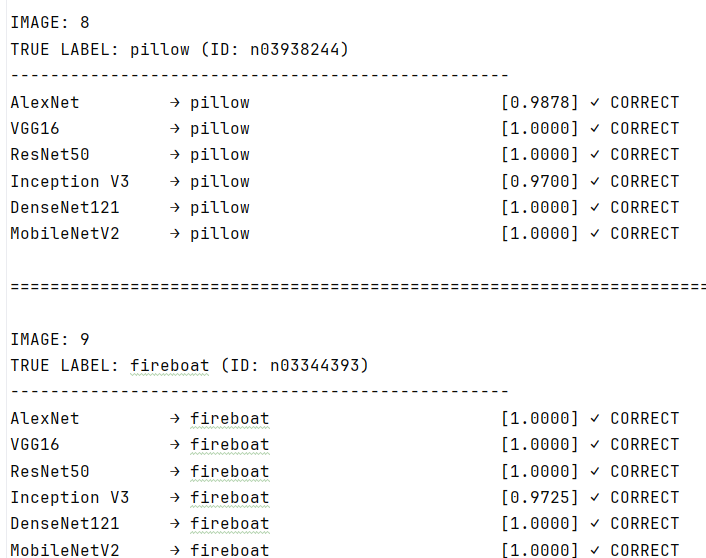 IMAGE: 8
TRUE LABEL: pillow (ID: n03938244)
--------------------------------------------------
AlexNet → pillow [0.9878] ✓ CORRECT
VGG16 → pillow [1.0000] ✓ CORRECT
ResNet50 → pillow [1.0000] ✓ CORRECT
Inception V3 → pillow [0.9700] ✓ CORRECT
DenseNet121 → pillow [1.0000] ✓ CORRECT
MobileNetV2 → pillow [1.0000] ✓ CORRECT
======================================================================
IMAGE: 9
TRUE LABEL: fireboat (ID: n03344393)
--------------------------------------------------
AlexNet → fireboat [1.0000] ✓ CORRECT
VGG16 → fireboat [1.0000] ✓ CORRECT
ResNet50 → fireboat [1.0000] ✓ CORRECT
Inception V3 → fireboat [0.9725] ✓ CORRECT
DenseNet121 → fireboat [1.0000] ✓ CORRECT
MobileNetV2 → fireboat [1.0000] ✓ CORRECT